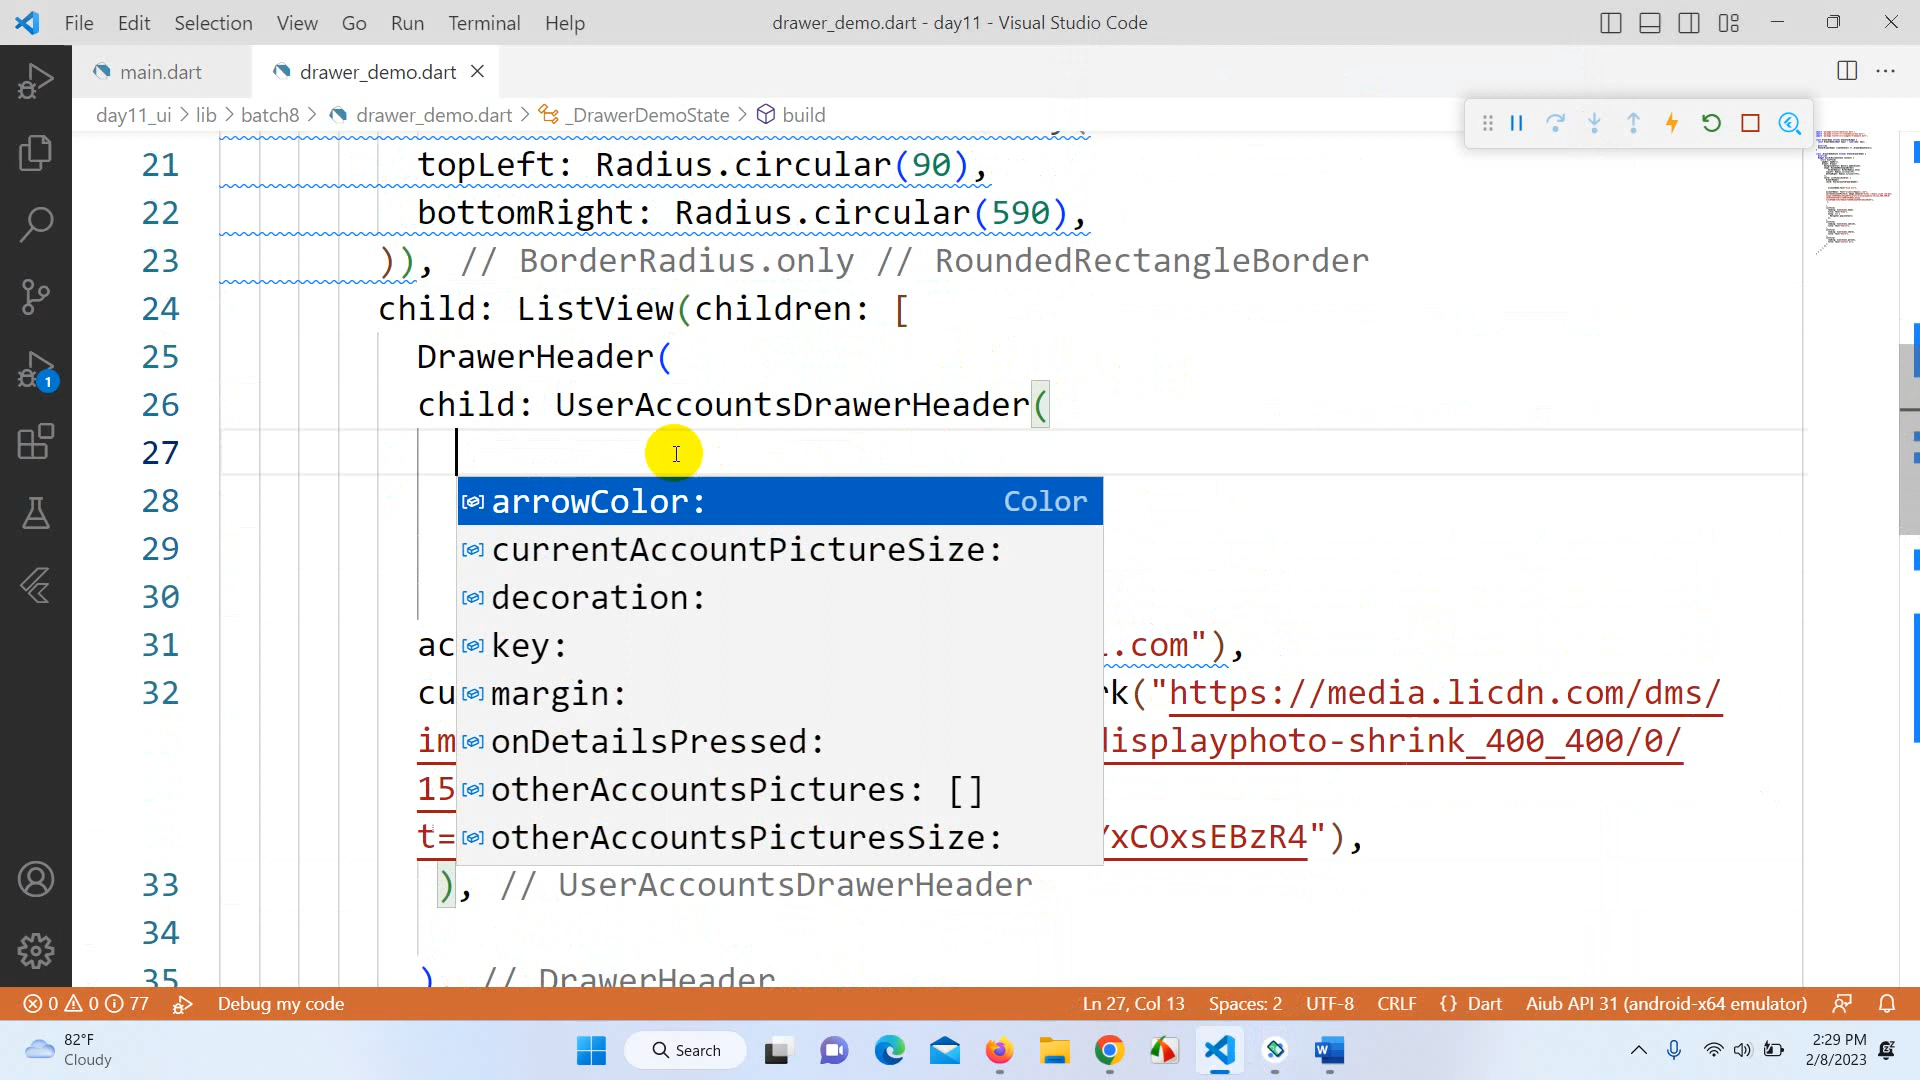 File Edit Selection View Go Run Terminal Help
drawer_demo.dart - day11 - Visual Studio Code
main.dart
drawer_demo.dart
day11_ui > lib > batch8 > drawer_demo.dart > _DrawerDemoState > build
21 topLeft: Radius.circular(90),
22 bottomRight: Radius.circular(590),
23 )), // BorderRadius.only // RoundedRectangleBorder
24 child: ListView(children: [
25 DrawerHeader(
26 child: UserAccountsDrawerHeader(
27
arrowColor: Color
28
currentAccountPictureSize:
29
decoration:
30
key:
31 ac .com"),
margin:
32 cu rk("https://media.licdn.com/dms/
onDetailsPressed:
im displayphoto-shrink_400_400/0/
otherAccountsPictures: []
15
otherAccountsPicturesSize:
t= /xCOxsEBzR4"),
33 ), // UserAccountsDrawerHeader
34
35 ) // DrawerHeader
1
0 0 77 Debug my code
Ln 27, Col 13 Spaces: 2 UTF-8 CRLF {} Dart Aiub API 31 (android-x64 emulator)
82°F
Cloudy
Search
2:29 PM
2/8/2023